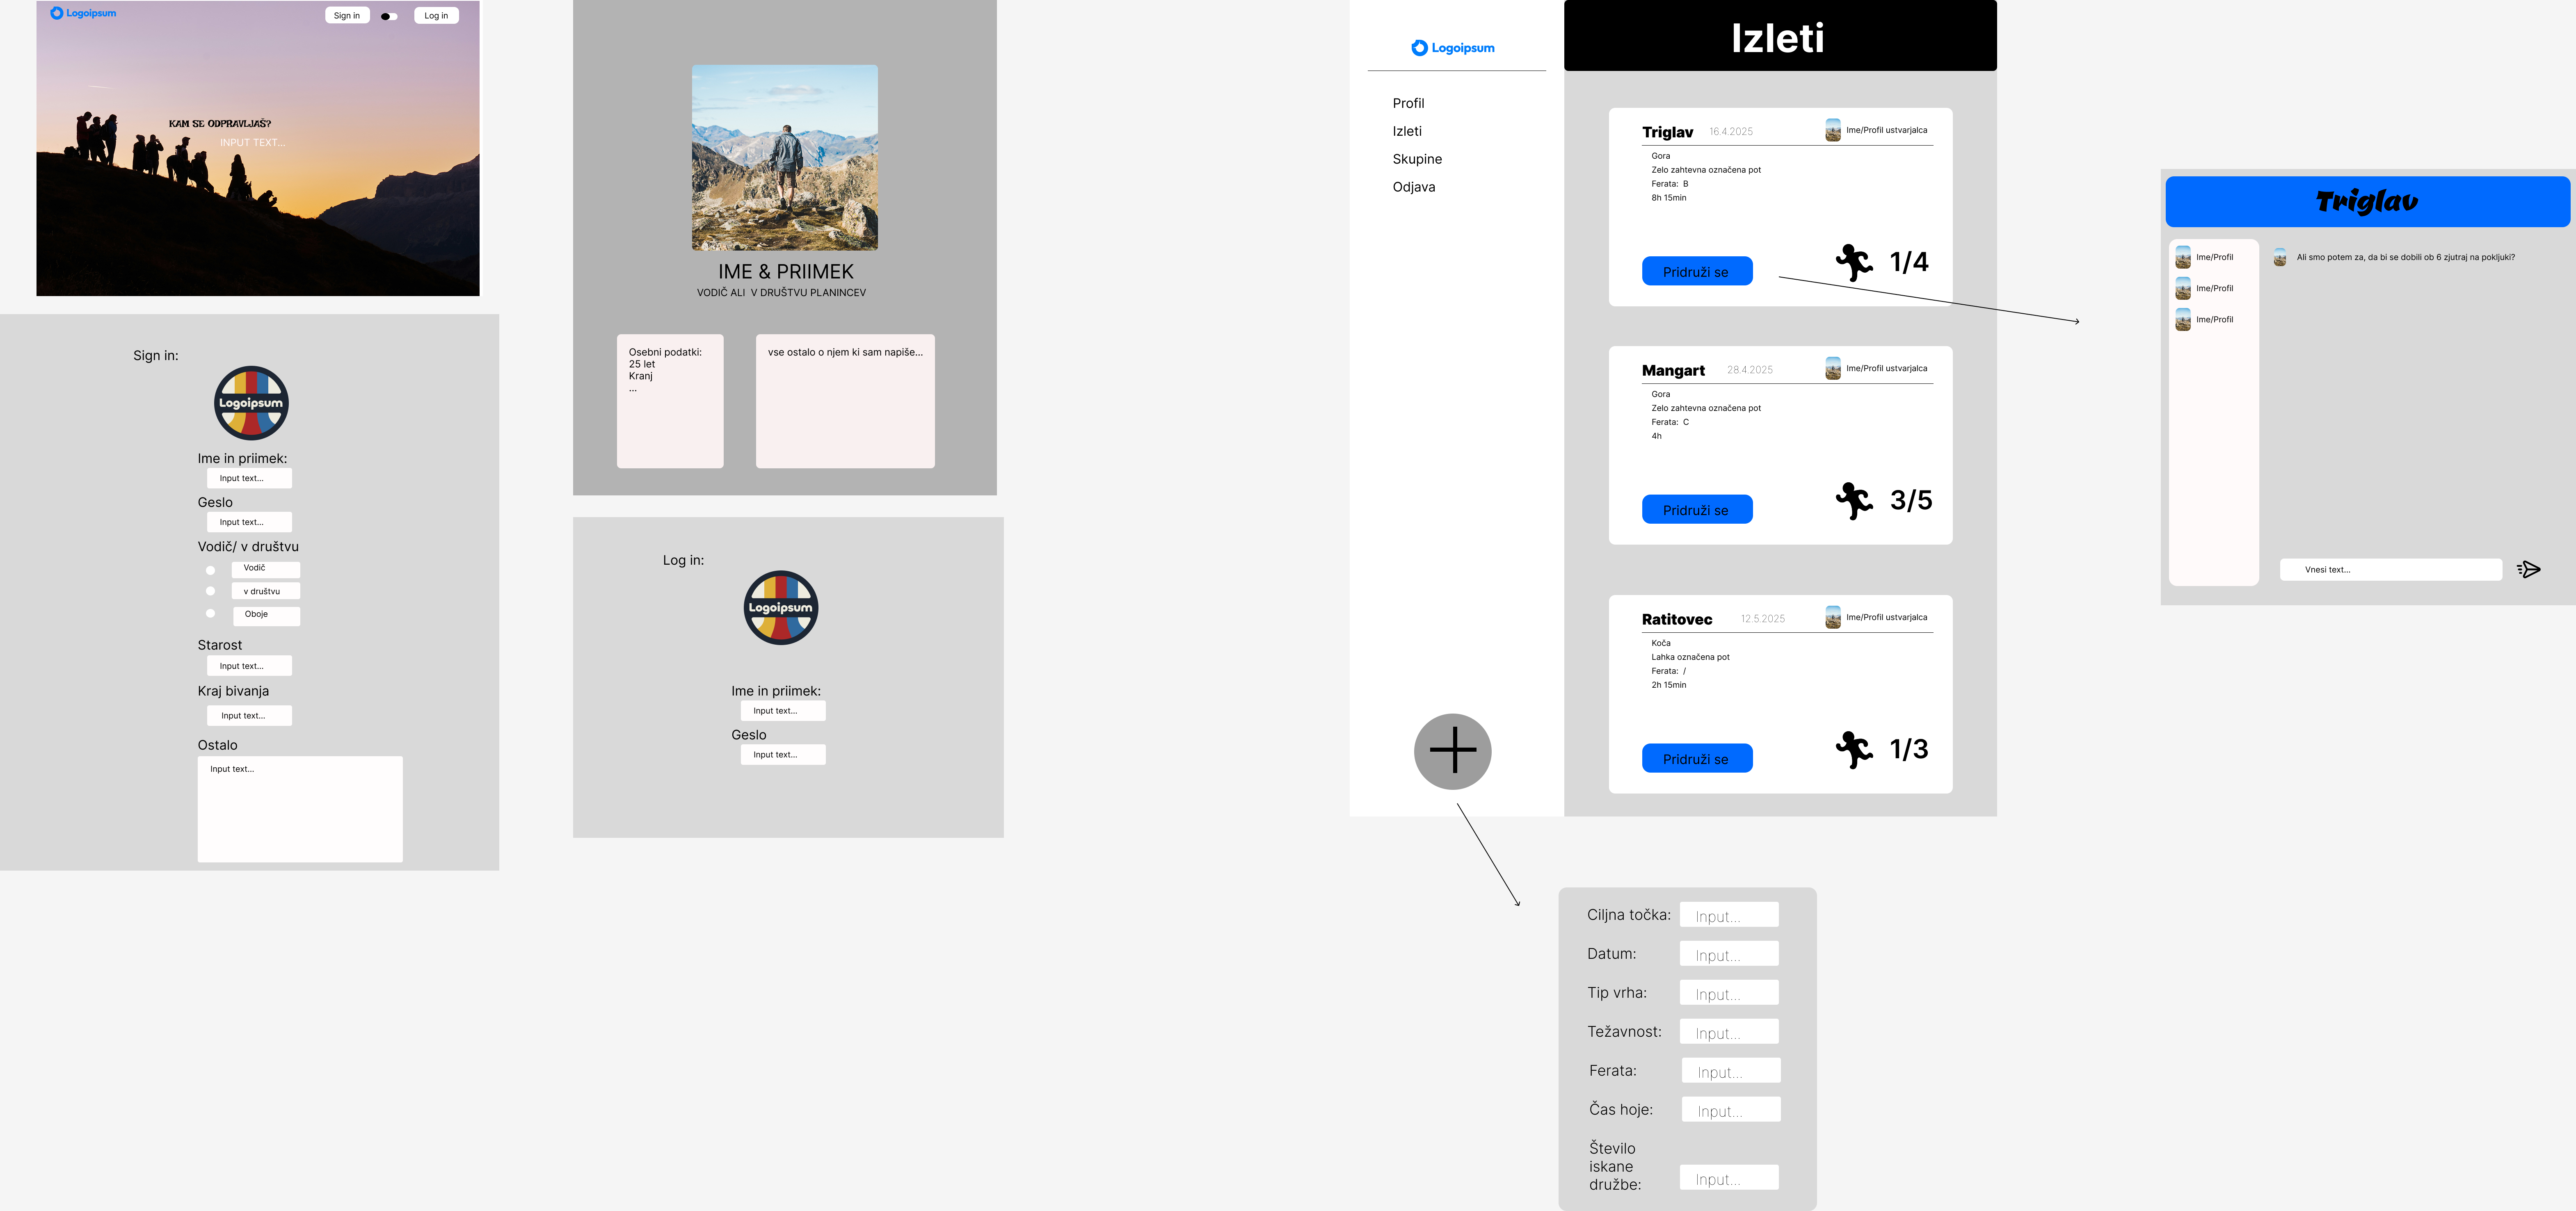 Logoipsum
Sign in
Log in
KAM SE ODPRAVLJAŠ?
INPUT TEXT...
Sign in:
Logoipsum
Ime in priimek:
Input text...
Geslo
Input text...
Vodič/ v društvu
Vodič
v društvu
Oboje
Starost
Input text...
Kraj bivanja
Input text...
Ostalo
Input text...
IME & PRIIMEK
VODIČ ALI V DRUŠTVU PLANINCEV
Osebni podatki:
25 let
Kranj
...
vse ostalo o njem ki sam napiše...
Log in:
Logoipsum
Ime in priimek:
Input text...
Geslo
Input text...
Logoipsum
Profil
Izleti
Skupine
Odjava
Izleti
Triglav 16.4.2025 Ime/Profil ustvarjalca
Gora
Zelo zahtevna označena pot
Ferata: B
8h 15min
Pridruži se 1/4
Mangart 28.4.2025 Ime/Profil ustvarjalca
Gora
Zelo zahtevna označena pot
Ferata: C
4h
Pridruži se 3/5
Ratitovec 12.5.2025 Ime/Profil ustvarjalca
Koča
Lahka označena pot
Ferata: /
2h 15min
Pridruži se 1/3
Ciljna točka: Input...
Datum: Input...
Tip vrha: Input...
Težavnost: Input...
Ferata: Input...
Čas hoje: Input...
Število
iskane
družbe: Input...
Triglav
Ime/Profil
Ime/Profil
Ime/Profil
Ali smo potem za, da bi se dobili ob 6 zjutraj na pokljuki?
Vnesi text...